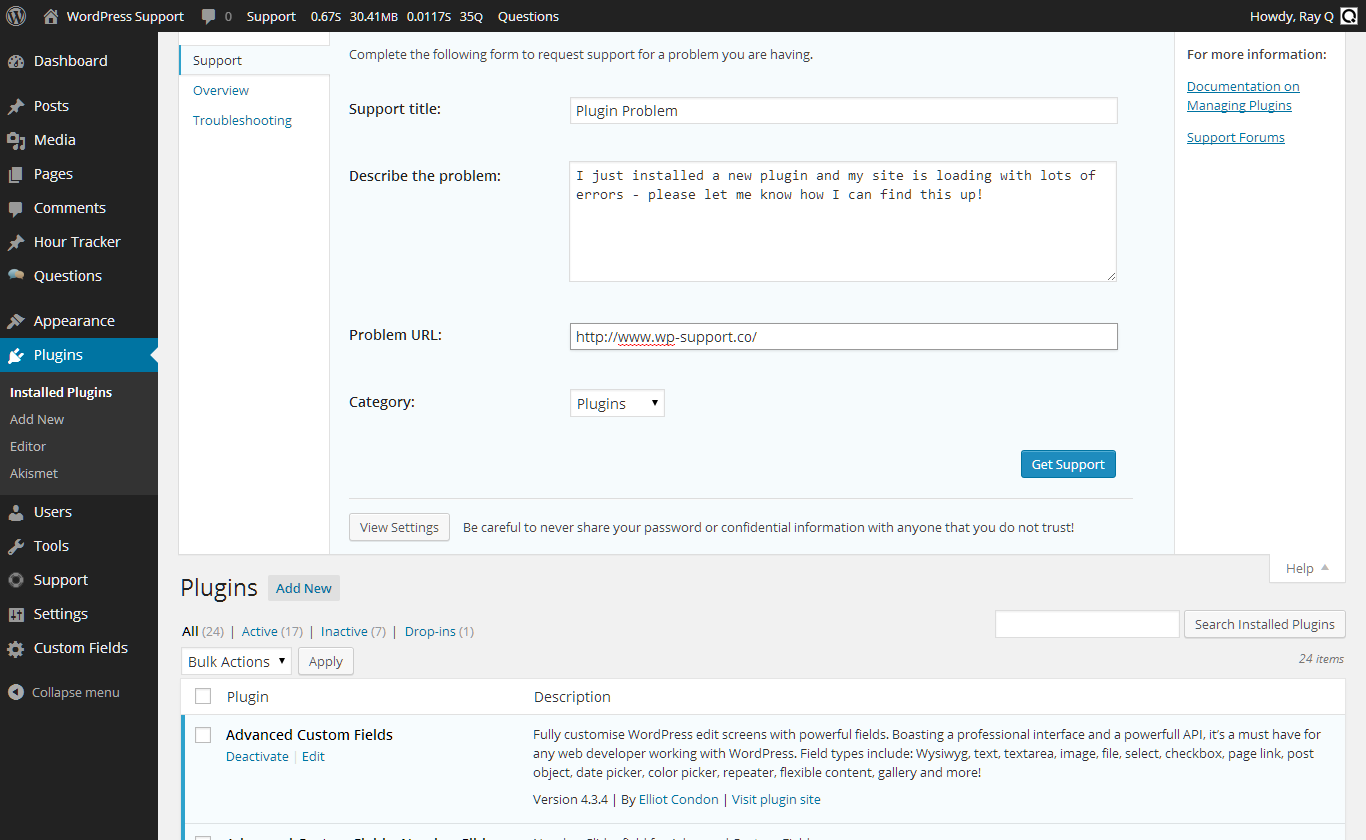 WordPress Support 0 Support 0.67S 30.41MB 0.0117S 35Q Questions Howdy, Ray Q
Dashboard
Posts
Media
Pages
Comments
Hour Tracker
Questions
Appearance
Plugins
Installed Plugins
Add New
Editor
Akismet
Users
Tools
Support
Settings
Custom Fields
Collapse menu
Support
Overview
Troubleshooting
Complete the following form to request support for a problem you are having.
Support title: Plugin Problem
Describe the problem: I just installed a new plugin and my site is loading with lots of
errors - please let me know how I can find this up!
Problem URL: http://www.wp-support.co/
Category: Plugins
Get Support
View Settings Be careful to never share your password or confidential information with anyone that you do not trust!
For more information:
Documentation on
Managing Plugins
Support Forums
Help
Plugins Add New
All (24) | Active (17) | Inactive (7) | Drop-ins (1)
Search Installed Plugins
Bulk Actions Apply
24 items
Plugin Description
Advanced Custom Fields
Deactivate | Edit
Fully customise WordPress edit screens with powerful fields. Boasting a professional interface and a powerfull API, it's a must have for
any web developer working with WordPress. Field types include: Wysiwyg, text, textarea, image, file, select, checkbox, page link, post
object, date picker, color picker, repeater, flexible content, gallery and more!
Version 4.3.4 | By Elliot Condon | Visit plugin site